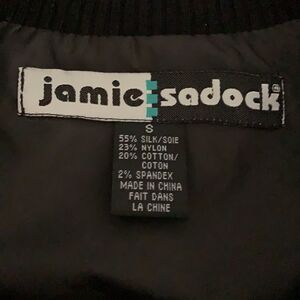 jamie sadock®
S
55% SILK/SOIE
23% NYLON
20% COTTON/
COTON
2% SPANDEX
MADE IN CHINA
FAIT DANS
LA CHINE